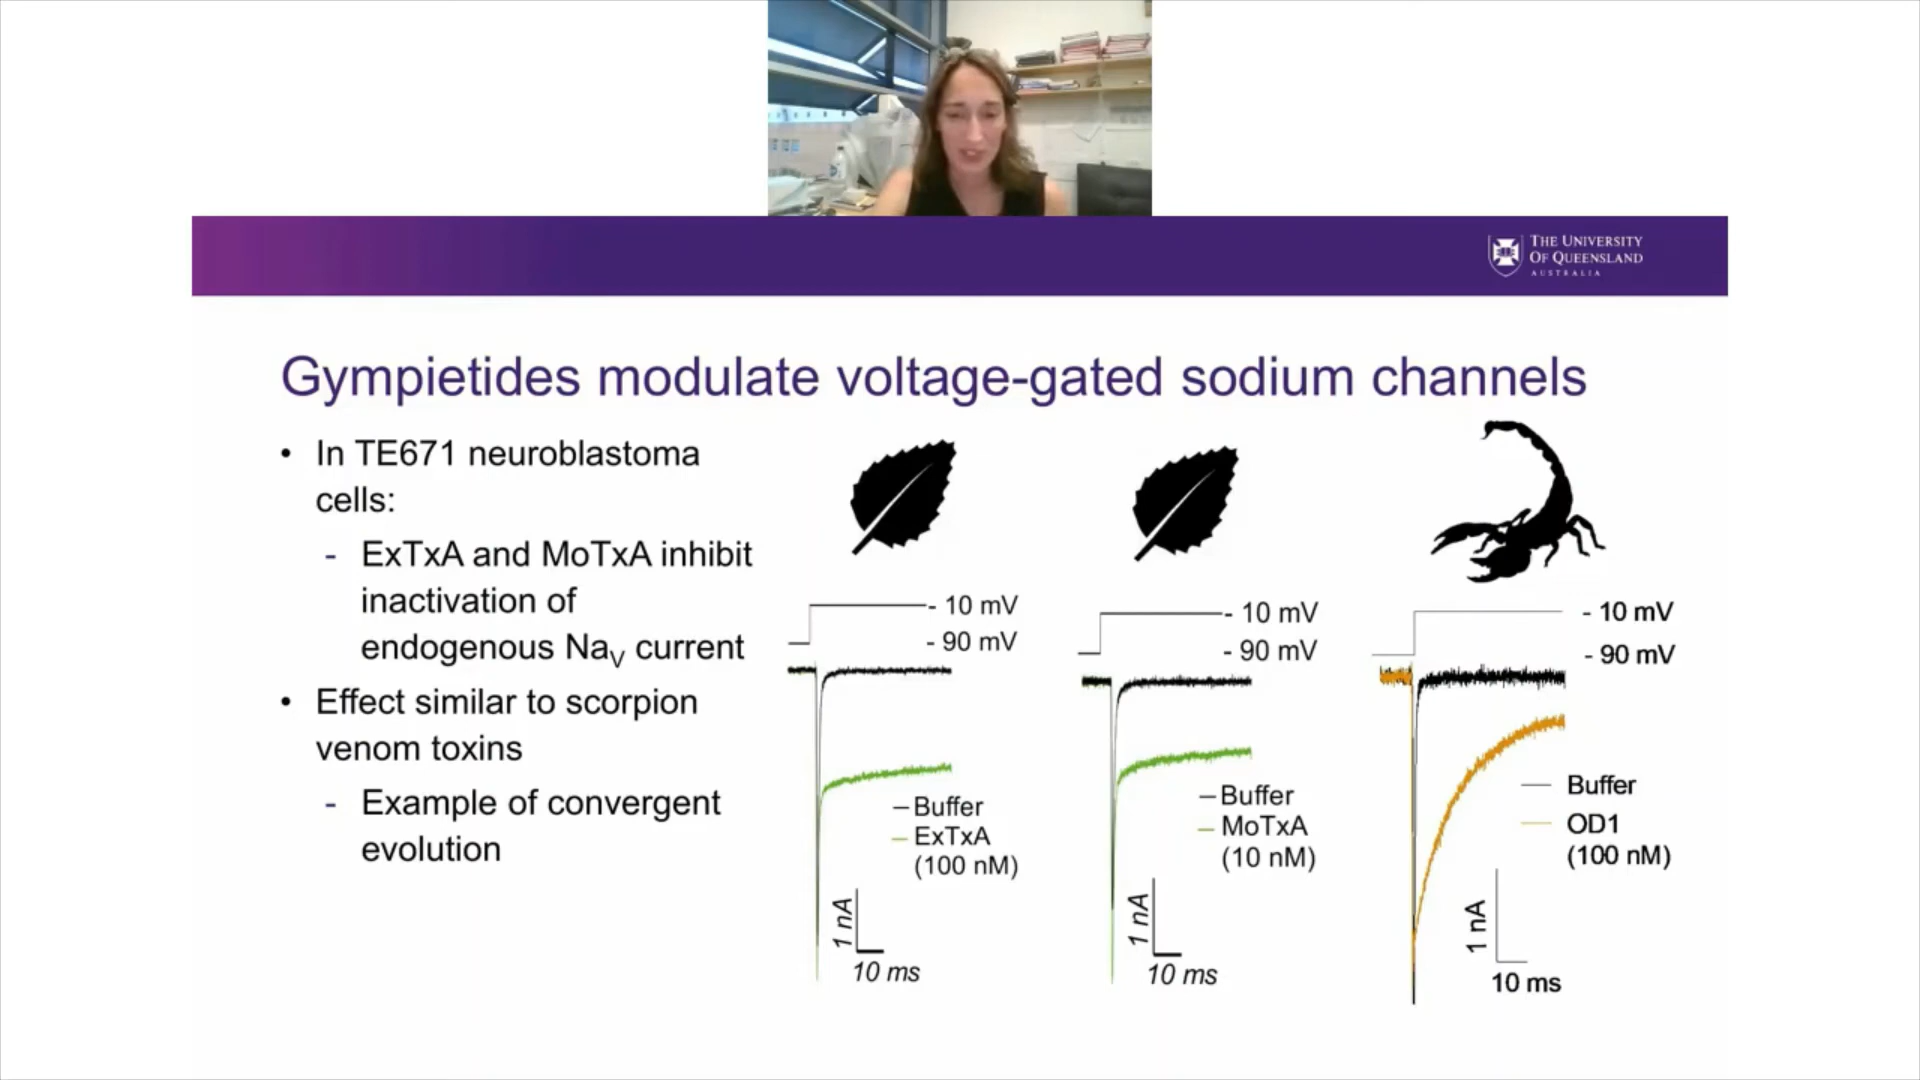 THE UNIVERSITY
OF QUEENSLAND
AUSTRALIA
Gympietides modulate voltage-gated sodium channels
• In TE671 neuroblastoma
cells:
- ExTxA and MoTxA inhibit
inactivation of
endogenous NaV current
• Effect similar to scorpion
venom toxins
- Example of convergent
evolution
- 10 mV
- 90 mV
Buffer
ExTxA
(100 nM)
1 nA
10 ms
- 10 mV
- 90 mV
Buffer
MoTxA
(10 nM)
1 nA
10 ms
- 10 mV
- 90 mV
Buffer
OD1
(100 nM)
1 nA
10 ms